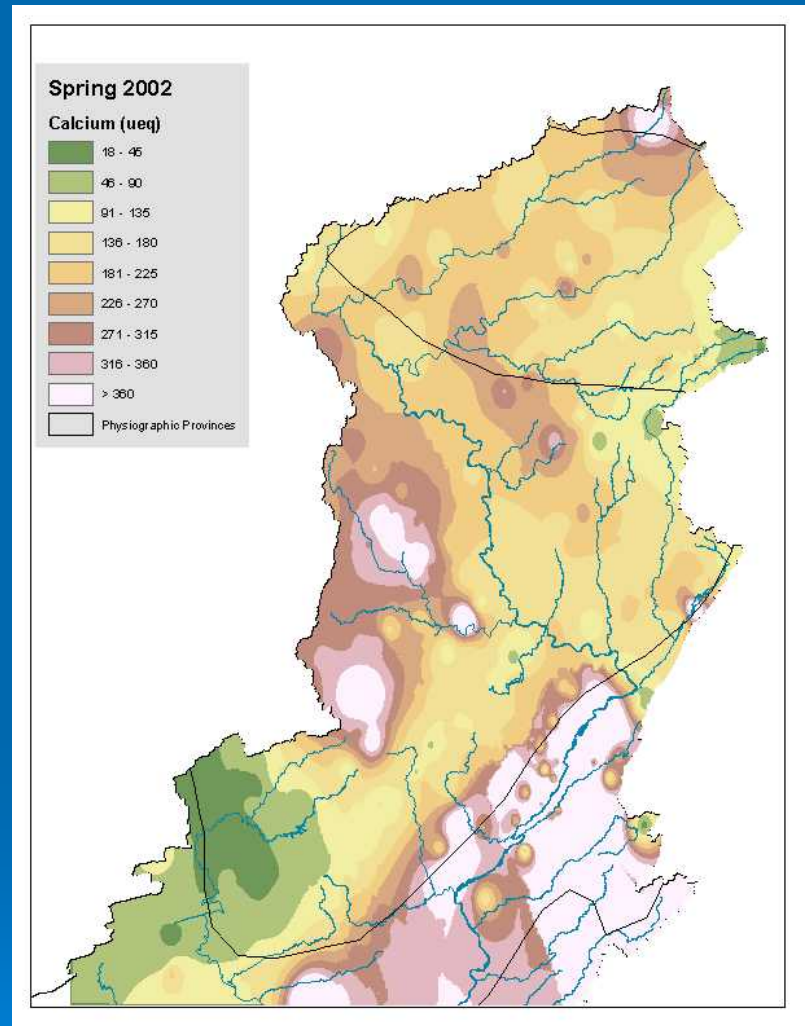 Spring 2002
Calcium (ueq)
18 - 45
46 - 90
91 - 135
136 - 180
181 - 225
226 - 270
271 - 315
316 - 360
> 360
Physiographic Provinces